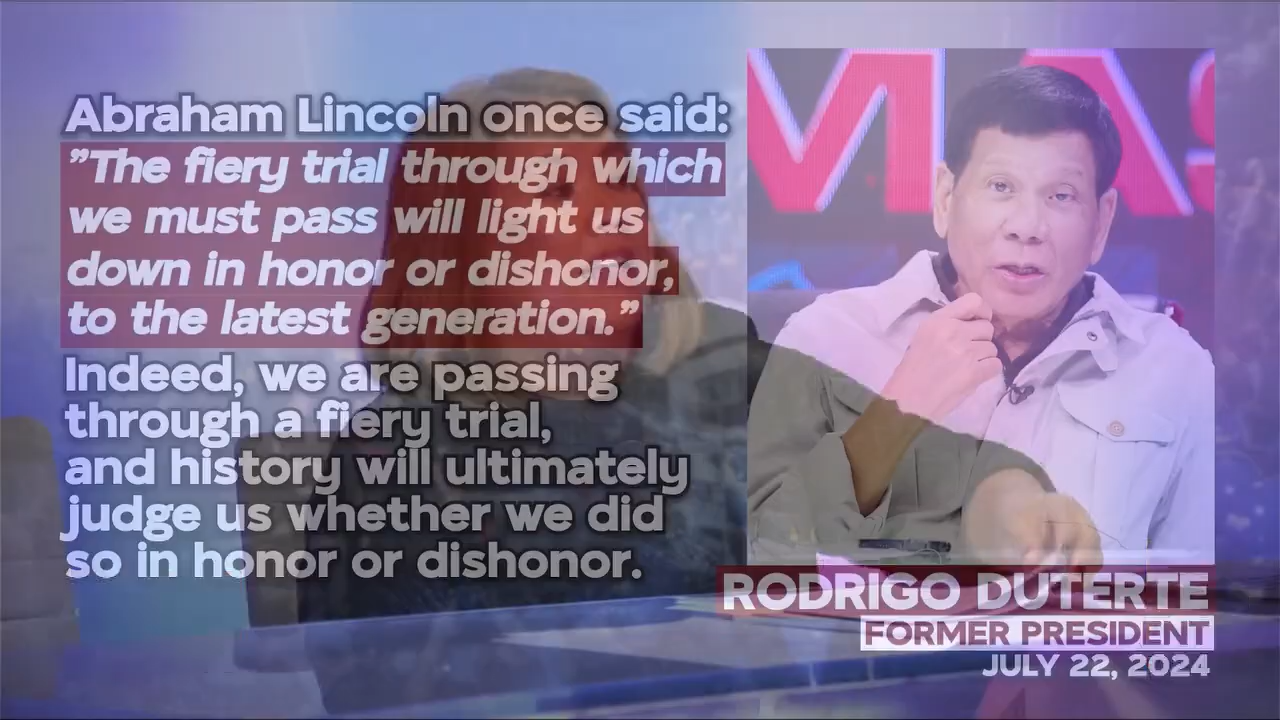 Abraham Lincoln once said:
"The fiery trial through which
we must pass will light us
down in honor or dishonor,
to the latest generation."
Indeed, we are passing
through a fiery trial,
and history will ultimately
judge us whether we did
so in honor or dishonor.
MAS
RODRIGO DUTERTE
FORMER PRESIDENT
JULY 22, 2024